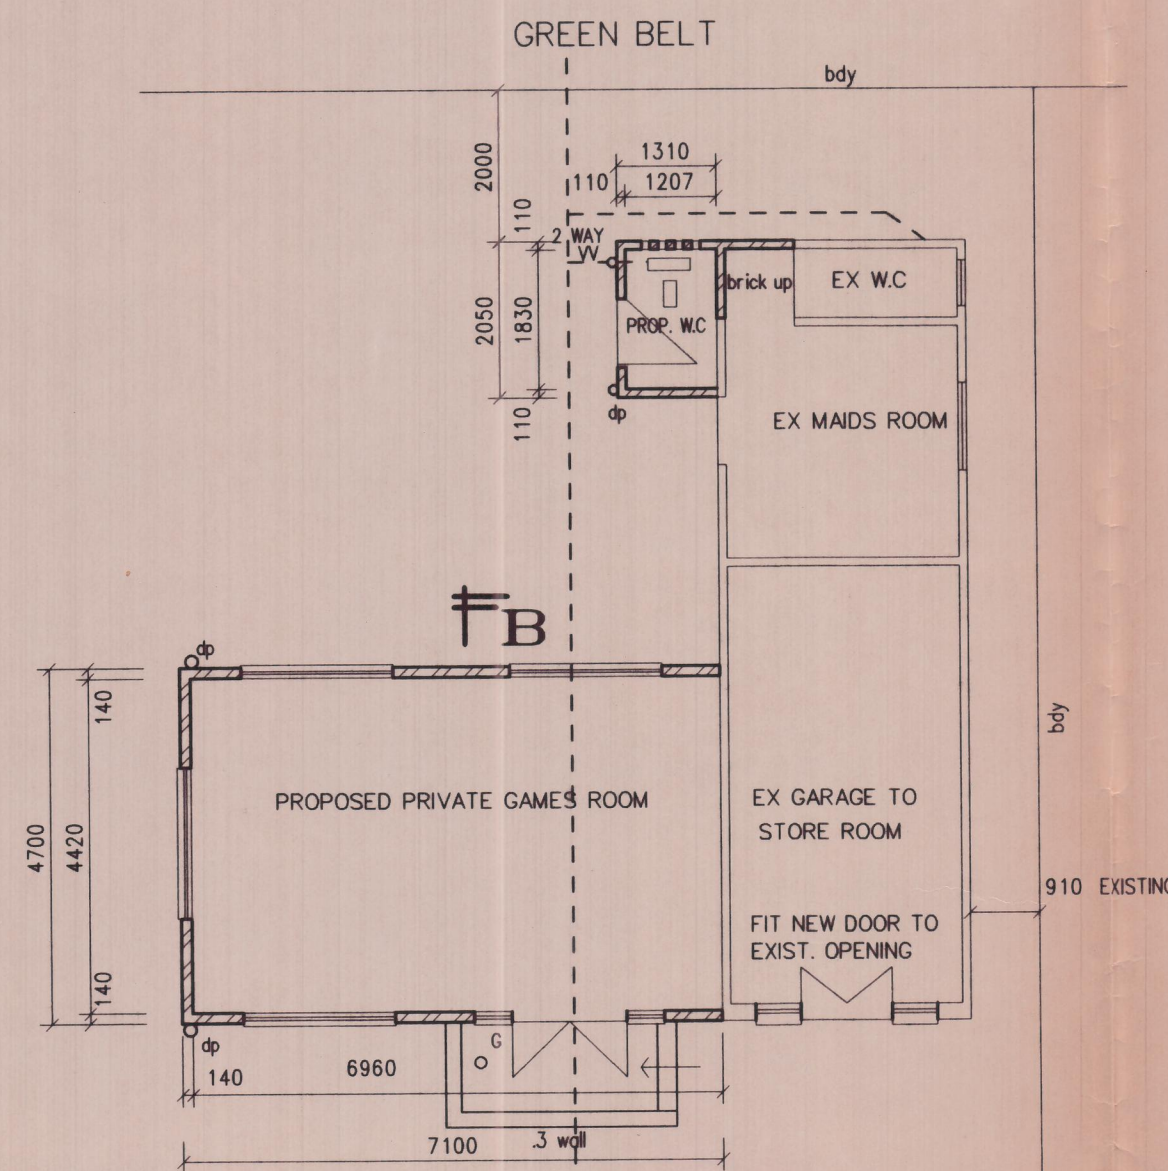 GREEN BELT
bdy
2000
1310
110 1207
110
2 WAY
VV
2050
1830
brick up
EX W.C
PROP. W.C
dp
110
EX MAIDS ROOM
B
dp
140
bdy
PROPOSED PRIVATE GAMES ROOM
EX GARAGE TO
STORE ROOM
4700
4420
910 EXISTING
FIT NEW DOOR TO
EXIST. OPENING
140
dp
G
140
6960
7100
.3 wall